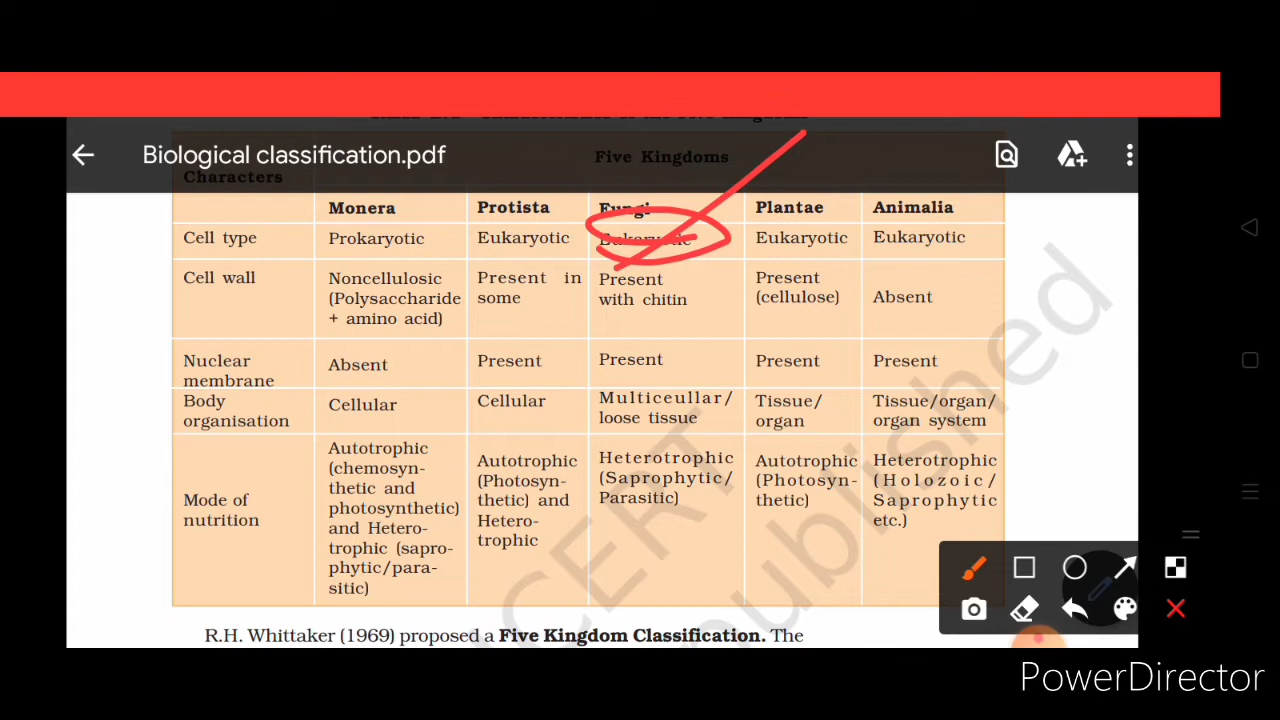 Biological classification.pdf
Five Kingdoms
Characters
Monera Protista Fungi Plantae Animalia
Cell type Prokaryotic Eukaryotic Eukaryotic Eukaryotic Eukaryotic
Cell wall Noncellulosic Present in Present Present Absent
(Polysaccharide some with chitin (cellulose)
+ amino acid)
Nuclear Absent Present Present Present Present
membrane
Body Cellular Cellular Multiceullar/ Tissue/ Tissue/organ/
organisation loose tissue organ organ system
Mode of
nutrition
Autotrophic
(chemosyn-
thetic and
photosynthetic)
and Hetero-
trophic (sapro-
phytic/para-
sitic)
Autotrophic
(Photosyn-
thetic) and
Hetero-
trophic
Heterotrophic
(Saprophytic/
Parasitic)
Autotrophic
(Photosyn-
thetic)
Heterotrophic
(Holozoic/
Saprophytic
etc.)
R.H. Whittaker (1969) proposed a Five Kingdom Classification. The
PowerDirector